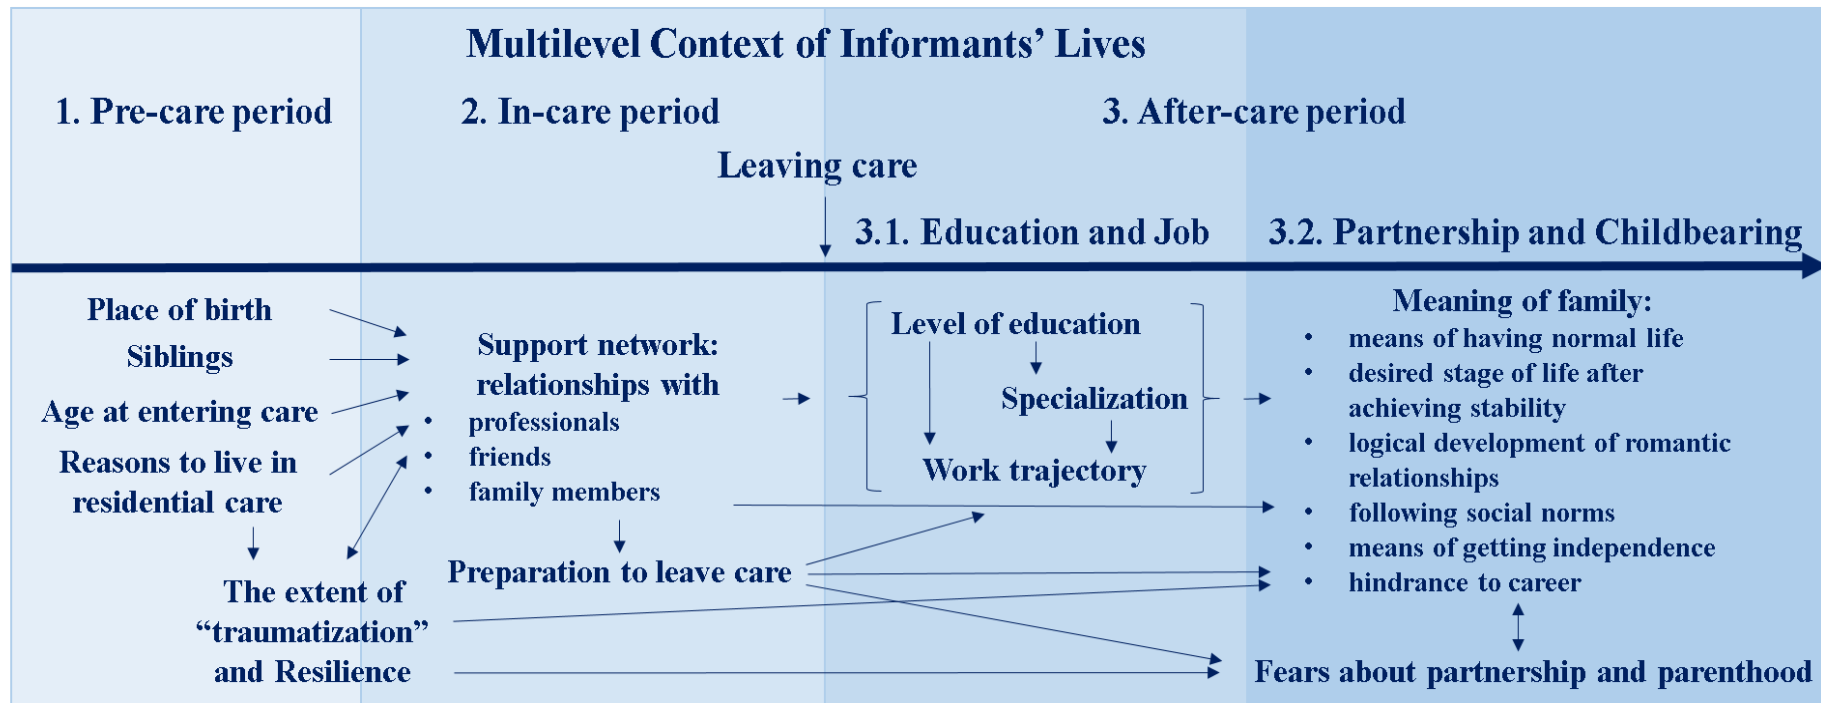 Multilevel Context of Informants’ Lives
1. Pre-care period
2. In-care period
3. After-care period
Leaving care
3.1. Education and Job
3.2. Partnership and Childbearing
Place of birth
Siblings
Age at entering care
Reasons to live in
residential care
The extent of
“traumatization”
and Resilience
Support network:
relationships with
• professionals
• friends
• family members
Preparation to leave care
Level of education
Specialization
Work trajectory
Meaning of family:
• means of having normal life
• desired stage of life after
achieving stability
• logical development of romantic
relationships
• following social norms
• means of getting independence
• hindrance to career
Fears about partnership and parenthood